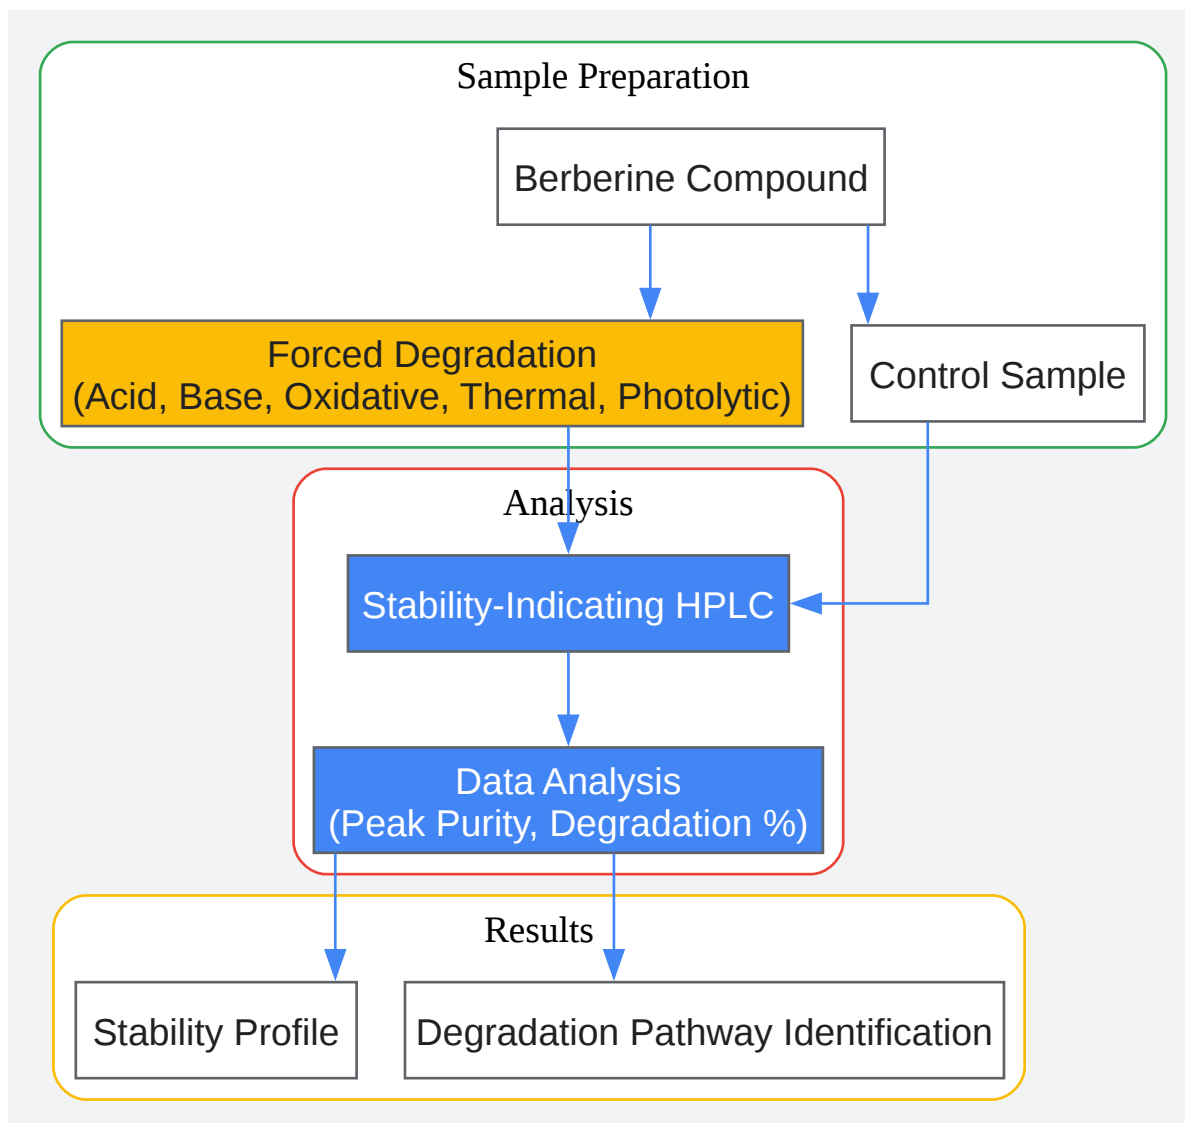 Sample Preparation
Berberine Compound
Forced Degradation
(Acid, Base, Oxidative, Thermal, Photolytic)
Control Sample
Analysis
Stability-Indicating HPLC
Data Analysis
(Peak Purity, Degradation %)
Results
Stability Profile
Degradation Pathway Identification